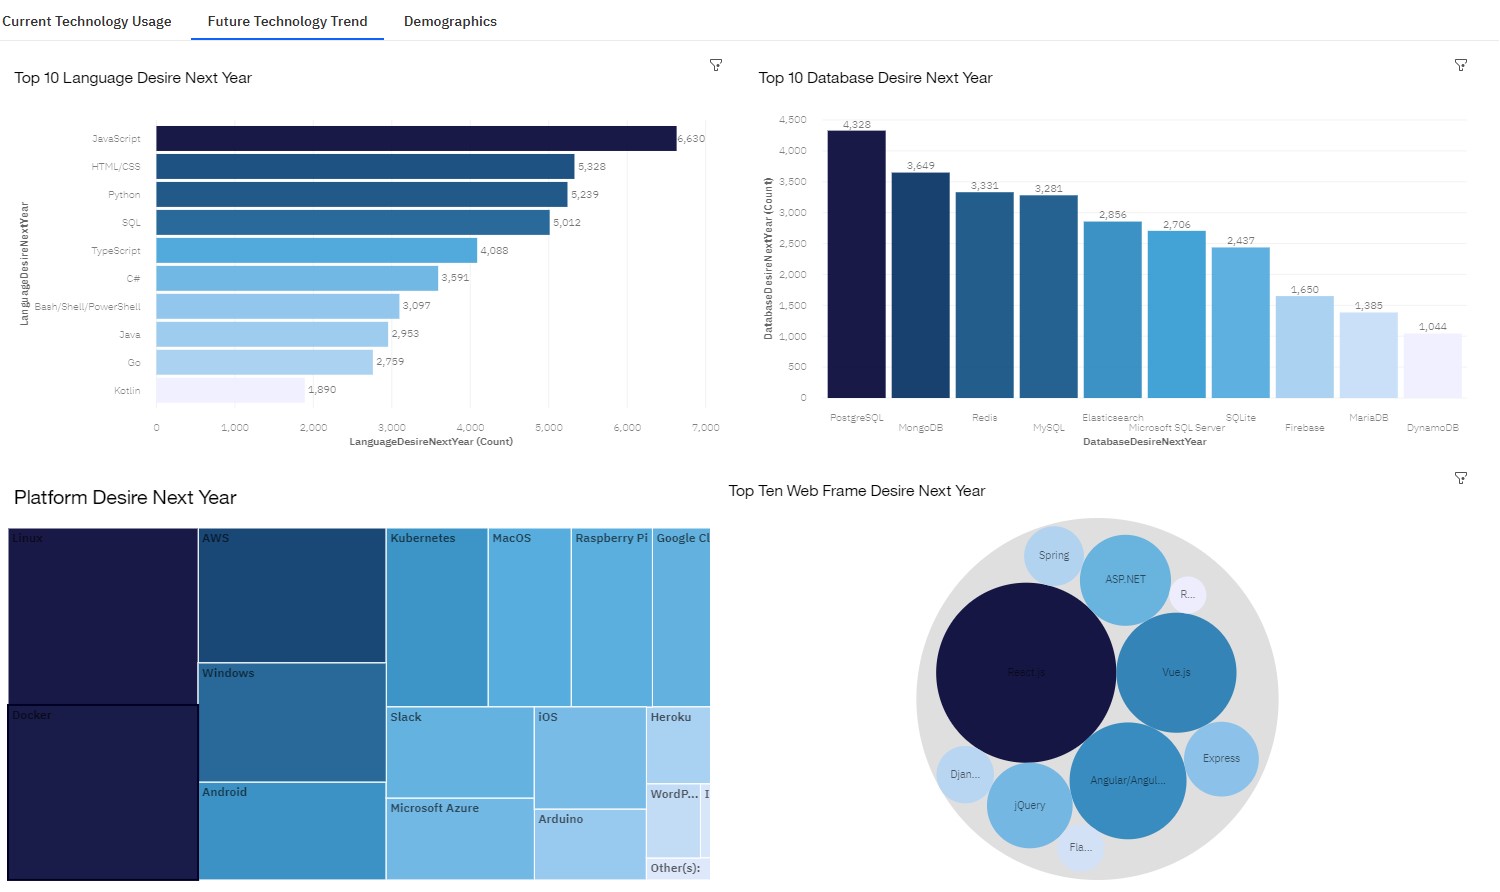 Current Technology Usage
Future Technology Trend
Demographics
Top 10 Language Desire Next Year
LanguageDesireNextYear
JavaScript
6,630
HTML/CSS
5,328
Python
5,239
SQL
5,012
TypeScript
4,088
C#
3,591
Bash/Shell/PowerShell
3,097
Java
2,953
Go
2,759
Kotlin
1,890
0 1,000 2,000 3,000 4,000 5,000 6,000 7,000
LanguageDesireNextYear (Count)
Top 10 Database Desire Next Year
DatabaseDesireNextYear (Count)
4,500
4,000
3,500
3,000
2,500
2,000
1,500
1,000
500
0
4,328
3,649
3,331
3,281
2,856
2,706
2,437
1,650
1,385
1,044
PostgreSQL
MongoDB
Redis
MySQL
Elasticsearch
Microsoft SQL Server
SQLite
Firebase
MariaDB
DynamoDB
DatabaseDesireNextYear
Platform Desire Next Year
Linux
Docker
AWS
Windows
Android
Kubernetes
MacOS
Raspberry Pi
Google Cl
Slack
Microsoft Azure
iOS
Arduino
Heroku
WordP...
I
Other(s):
Top Ten Web Frame Desire Next Year
Spring
ASP.NET
R...
React.js
Vue.js
Djan...
jQuery
Angular/Angul...
Express
Fla...